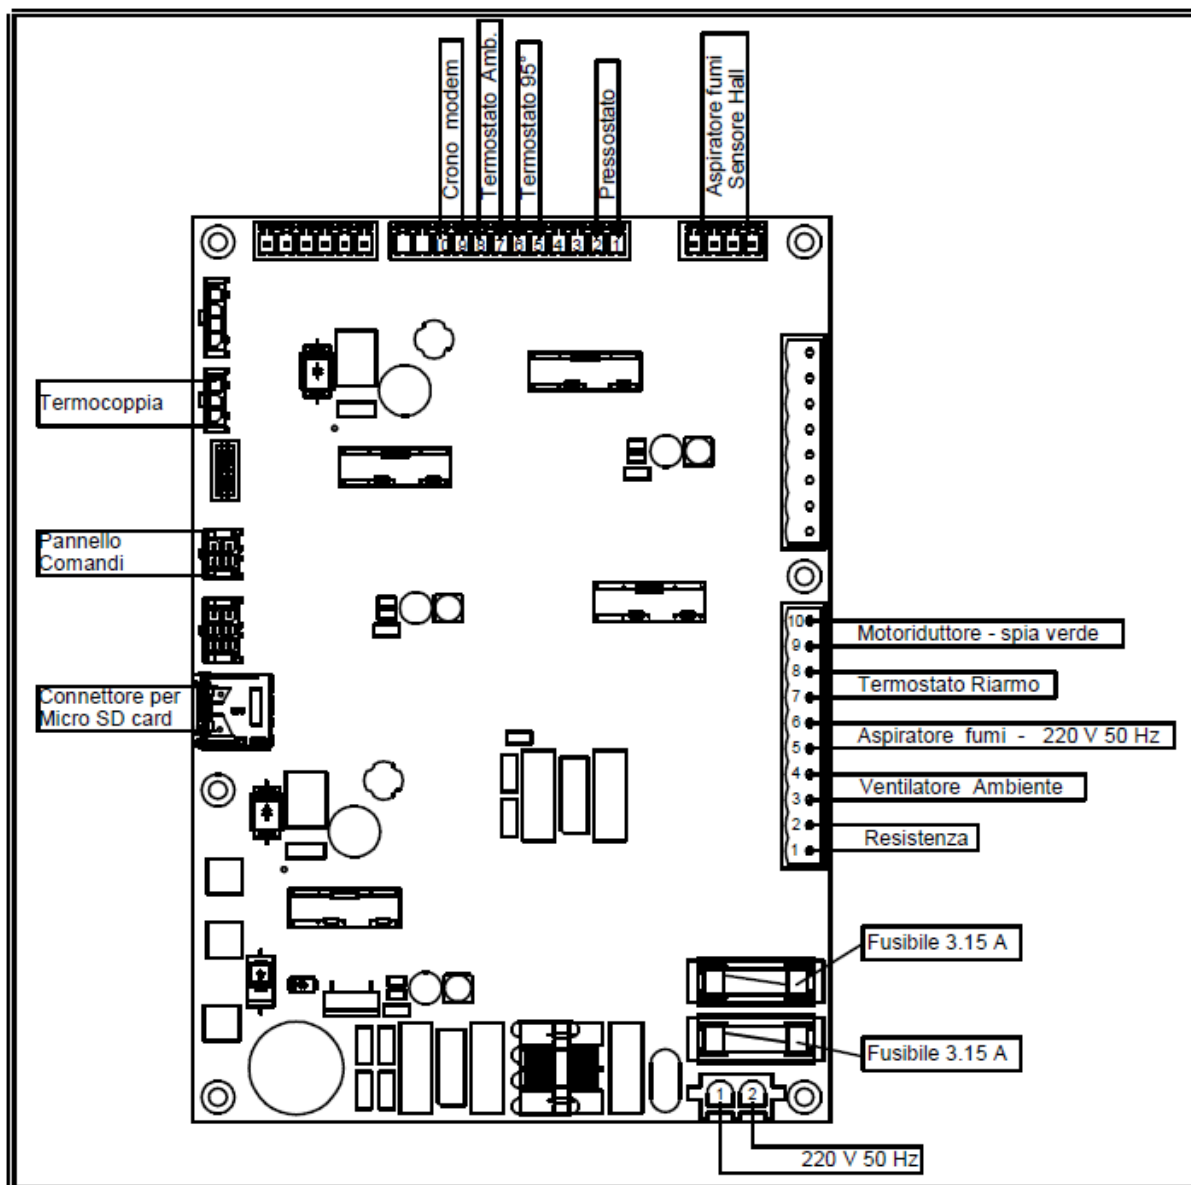 Crono modem
Termostato Amb.
Termostato 95°
Pressostato
Aspiratore fumi
Sensore Hall
10 9 8 7 6 5 4 3 2 1
Termocoppia
Pannello
Comandi
Connettore per
Micro SD card
10
9
Motoriduttore - spia verde
8
7
Termostato Riarmo
6
5
Aspiratore fumi - 220 V 50 Hz
4
3
Ventilatore Ambiente
2
1
Resistenza
Fusibile 3.15 A
Fusibile 3.15 A
1 2
220 V 50 Hz